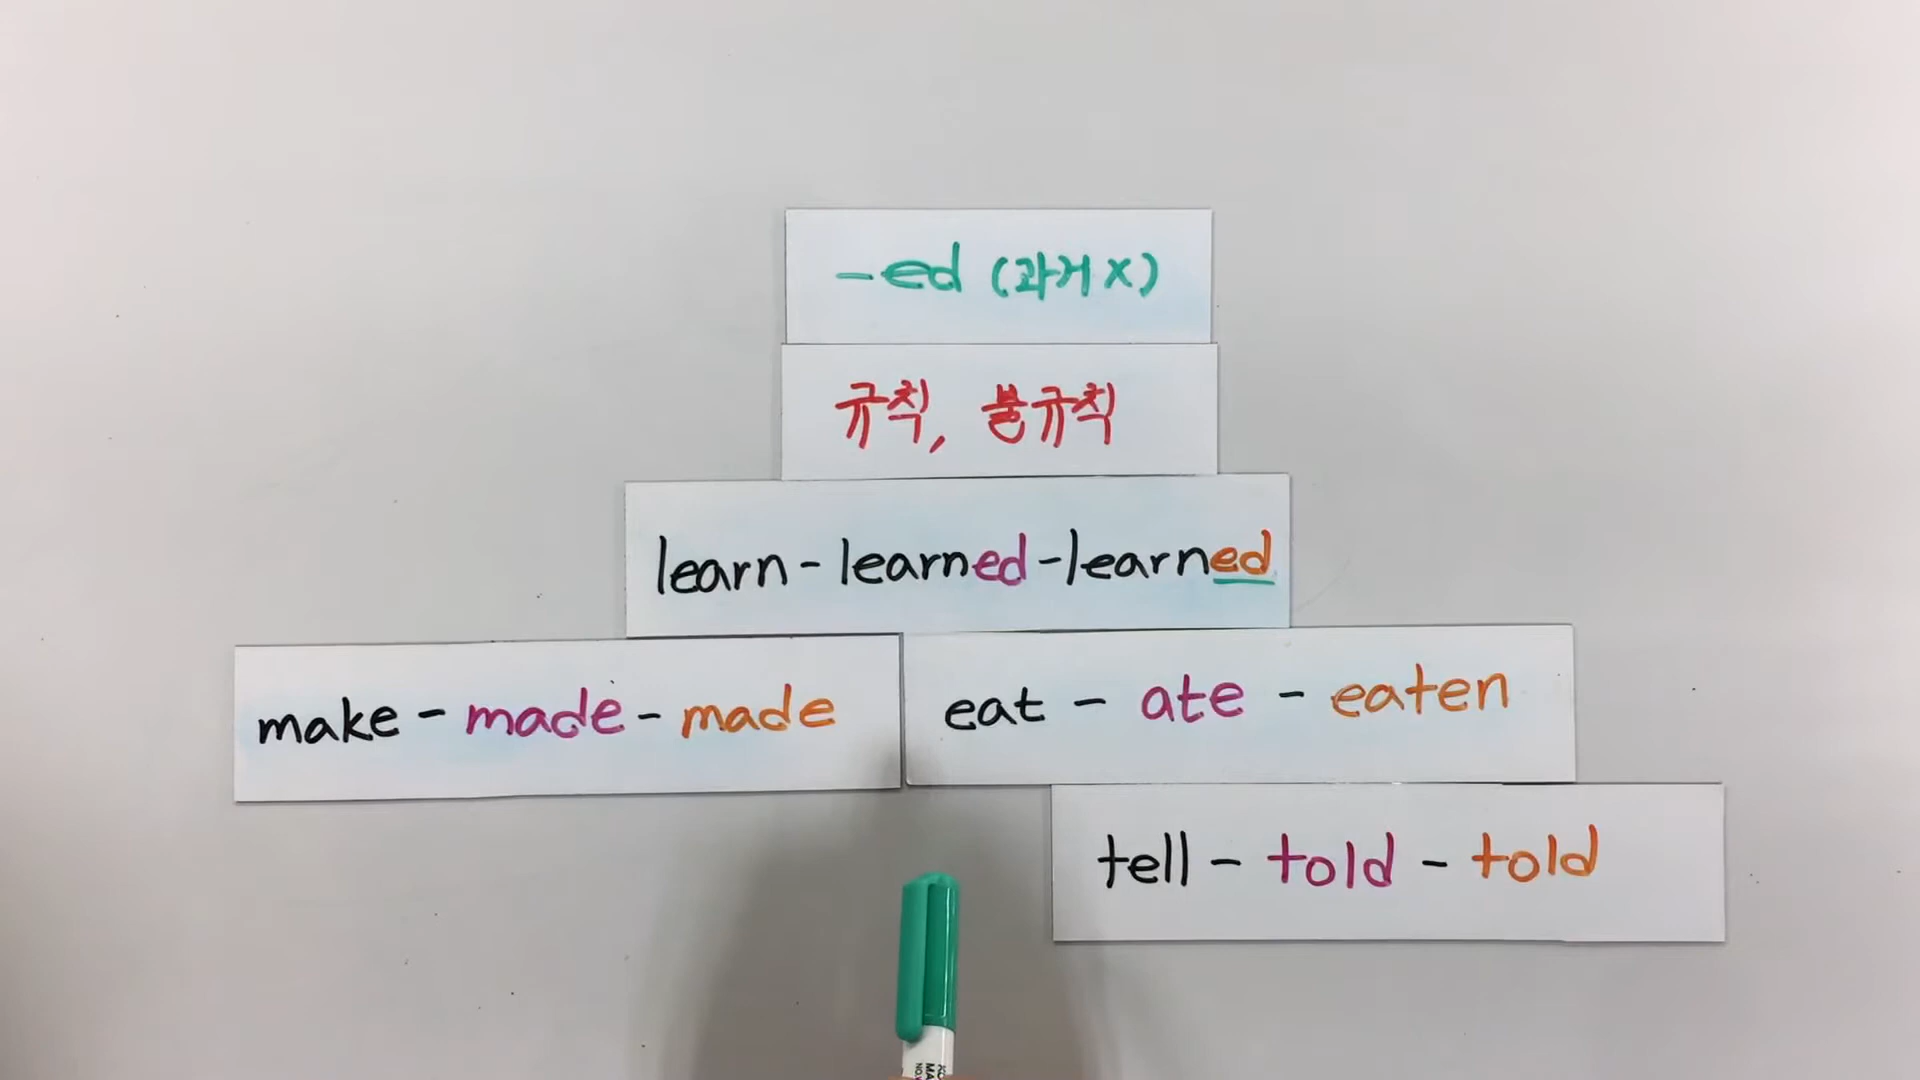 -ed (과거 x)
규칙, 불규칙
learn - learned - learned
make - made - made
eat - ate - eaten
tell - told - told